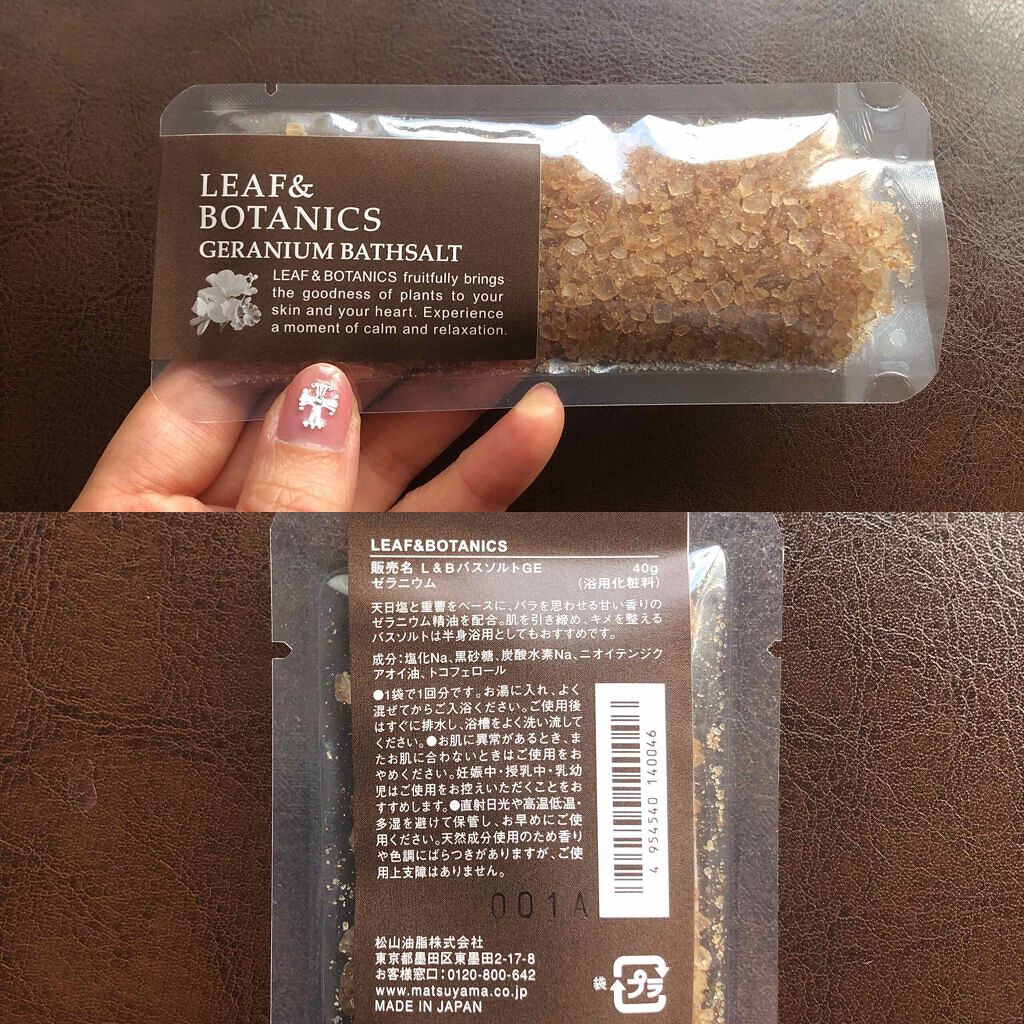 LEAF&
BOTANICS
GERANIUM BATHSALT
LEAF & BOTANICS fruitfully brings
the goodness of plants to your
skin and your heart. Experience
a moment of calm and relaxation.
LEAF&BOTANICS
販売名 L&BバスソルトGE 40g
ゼラニウム （浴用化粧料）
天日塩と重曹をベースに、バラを思わせる甘い香りの
ゼラニウム精油を配合。肌を引き締め、キメを整える
バスソルトは半身浴用としてもおすすめです。
成分：塩化Na、黒砂糖、炭酸水素Na、ニオイテンジク
アオイ油、トコフェロール
●1袋で1回分です。お湯に入れ、よく
混ぜてからご入浴ください。ご使用後
はすぐに排水し、浴槽をよく洗い流して
ください。●お肌に異常があるとき、ま
たお肌に合わないときはご使用をお
やめください。妊娠中・授乳中・乳幼
児はご使用をお控えいただくことをお
すすめします。●直射日光や高温低温・
多湿を避けて保管し、お早めにご使
用ください。天然成分使用のため香り
や色調にばらつきがありますが、ご使
用上支障はありません。
4 954540 140046
001A
松山油脂株式会社
東京都墨田区東墨田2-17-8
お客様窓口：0120-800-642
www.matsuyama.co.jp
MADE IN JAPAN
袋 プラ